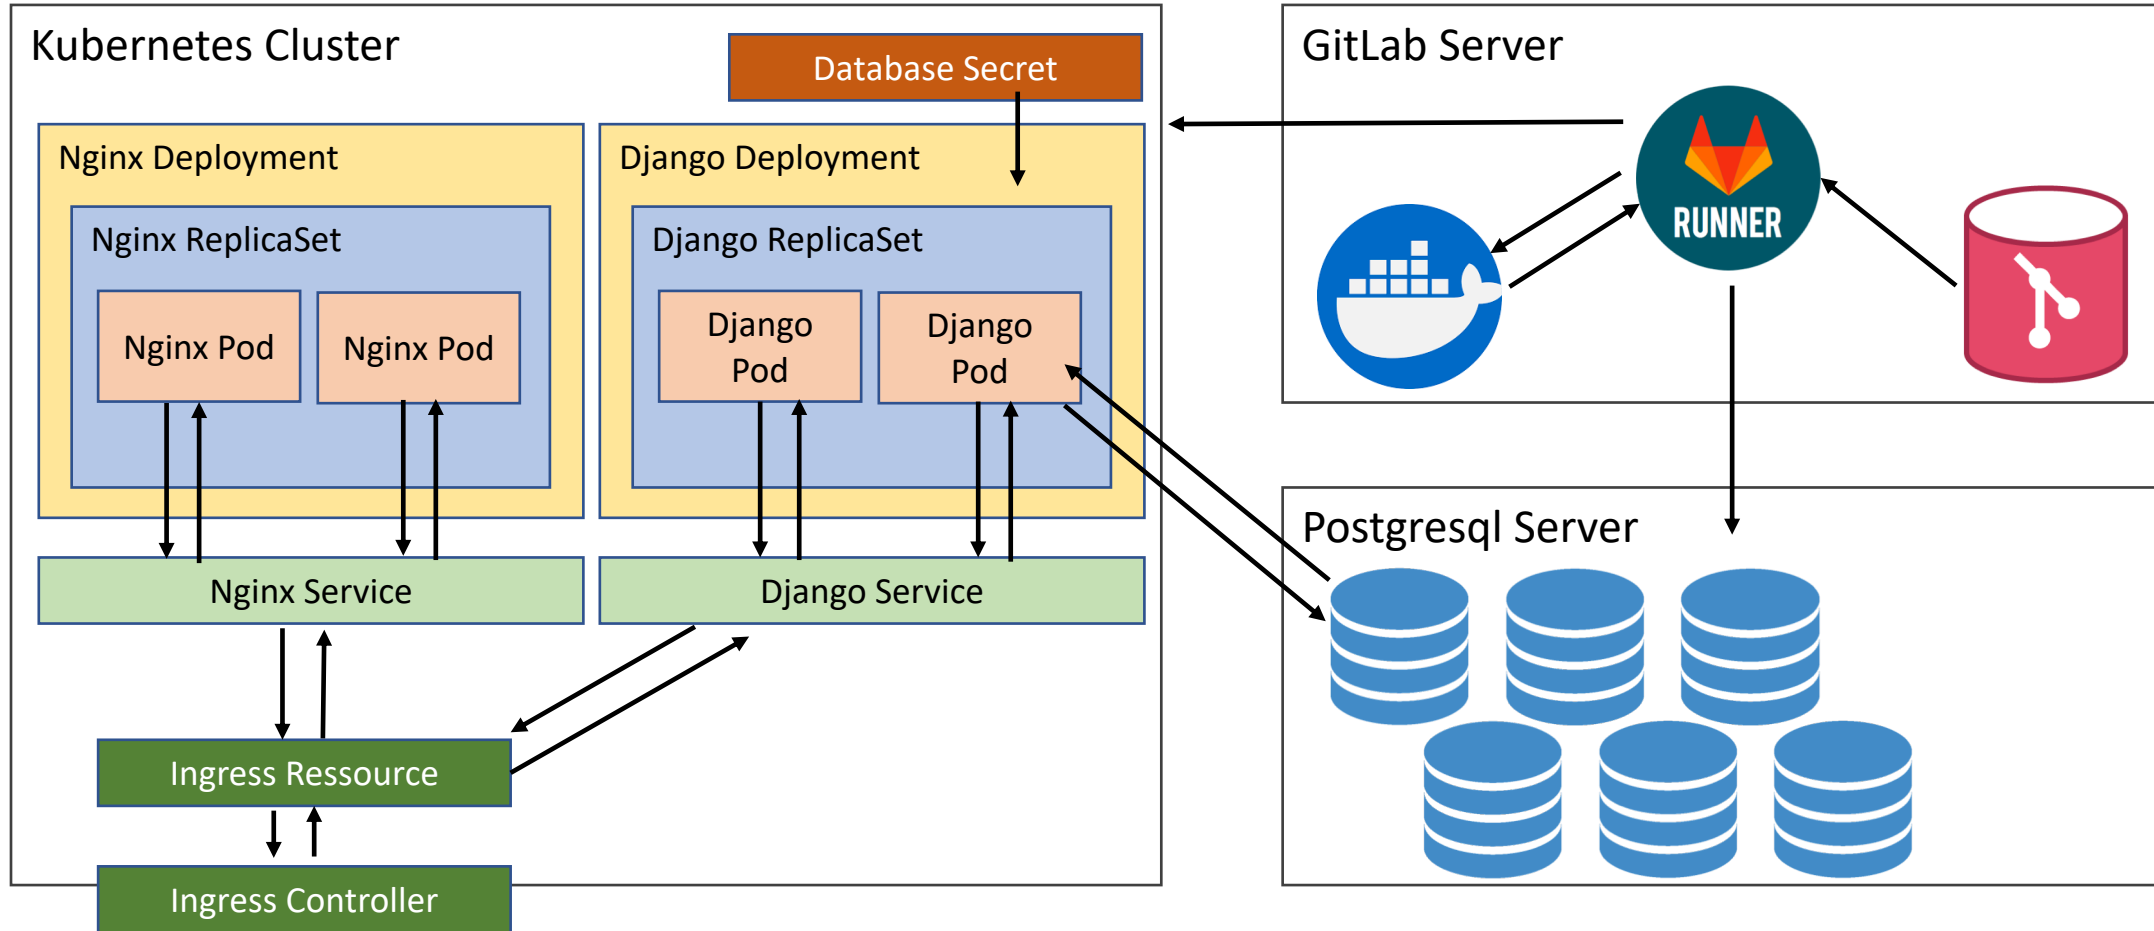 Kubernetes Cluster
Database Secret
Nginx Deployment
Django Deployment
Nginx ReplicaSet
Django ReplicaSet
Nginx Pod
Nginx Pod
Django
Pod
Django
Pod
Nginx Service
Django Service
Ingress Ressource
Ingress Controller
GitLab Server
RUNNER
Postgresql Server